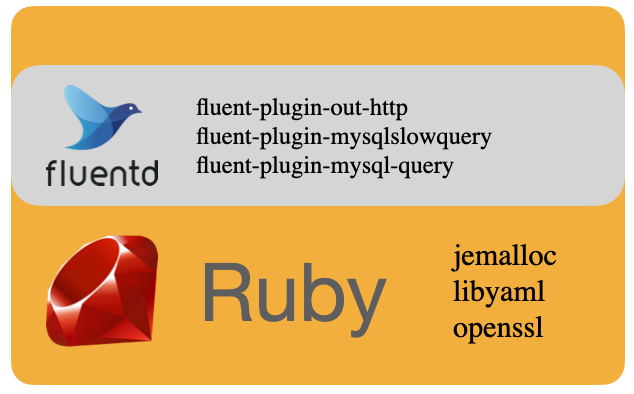 fluentd
fluent-plugin-out-http
fluent-plugin-mysqlslowquery
fluent-plugin-mysql-query
Ruby
jemalloc
libyaml
openssl